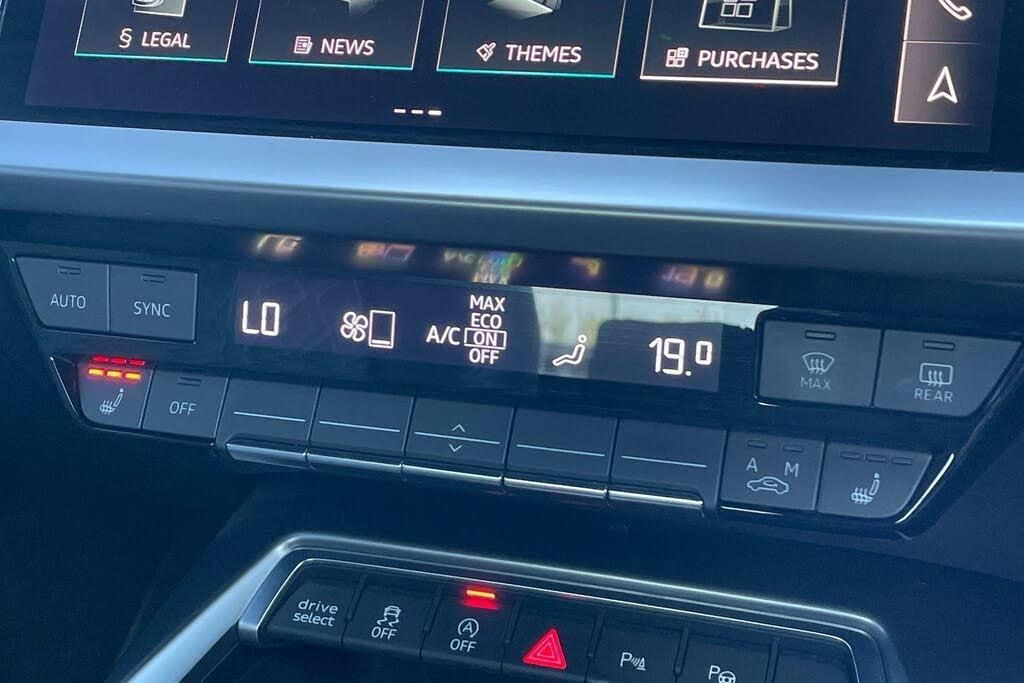 § LEGAL
NEWS
THEMES
PURCHASES
AUTO
SYNC
LO
A/C
MAX
ECO
ON
OFF
19.0
MAX
REAR
OFF
A M
drive
select
OFF
A
OFF
P
P